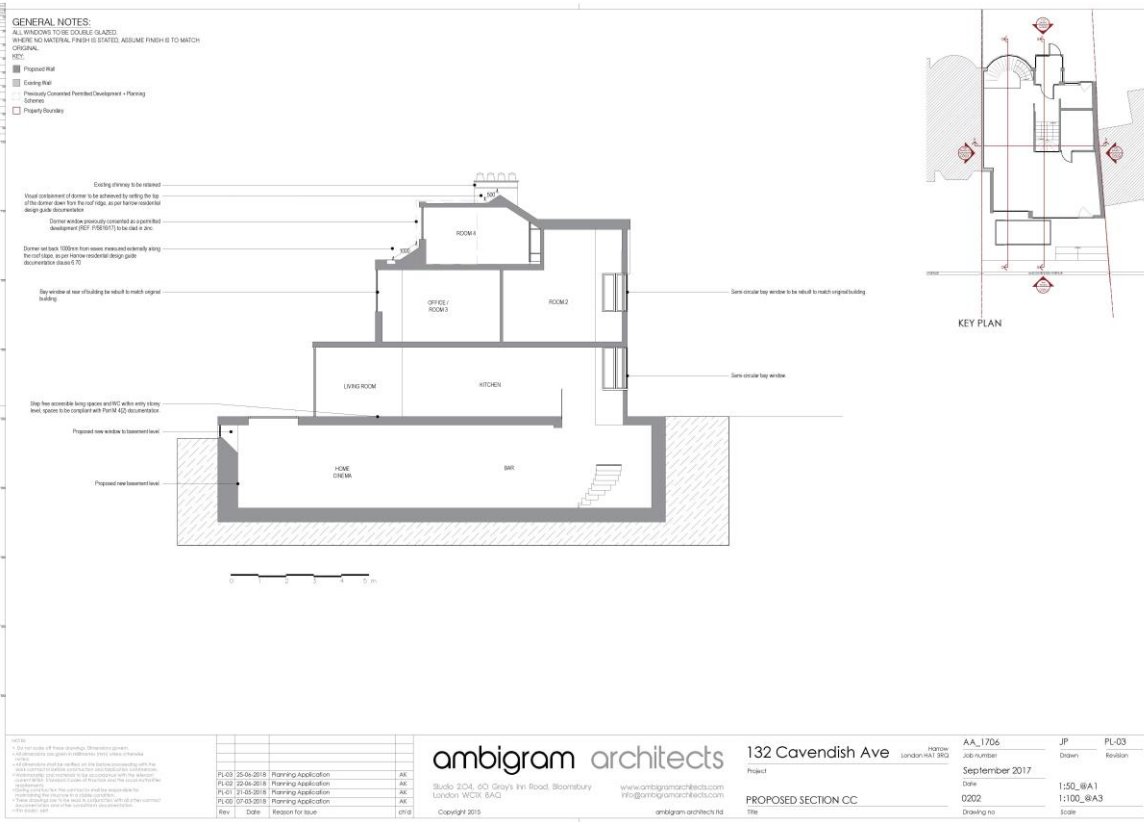 GENERAL NOTES:
ALL WINDOWS TO BE DOUBLE GLAZED.
WHERE NO MATERIAL FINISH IS STATED, ASSUME FINISH IS TO MATCH
ORIGINAL.
KEY:
Proposed Wall
Existing Wall
Previously Consented Permitted Development + Planning
Schemes
Property Boundary
Existing chimney to be retained
Visual containment of dormer to be achieved by setting the top
of the dormer down from the roof ridge, as per harrow residential
design guide documentation
Dormer window previously consented as a permitted
development to be clad in zinc.
Dormer set back 1000mm from eaves measured externally along
the roof slope, as per Harrow residential design guide
documentation clause 6.70
Bay window at rear of building be rebuilt to match original
building.
Step free accessible living spaces and WC within entry storey
level, spaces to be compliant with Part M 4(2) documentation.
Proposed new window to basement level
Proposed new basement level
500
1000
ROOM 4
OFFICE /
ROOM 3
ROOM 2
LIVING ROOM
KITCHEN
HOME
CINEMA
BAR
Semi circular bay window to be rebuilt to match original building.
Semi circular bay window.
KEY PLAN
0 1 2 3 4 5 m
PL-03 25-06-2018 Planning Application AK
PL-02 22-06-2018 Planning Application AK
PL-01 21-05-2018 Planning Application AK
PL-00 07-03-2018 Planning Application AK
Rev Date Reason for issue ch'd
ambigram architects
Studio 2.04, 60 Gray's Inn Road, Bloomsbury
London WC1X 8AQ
www.ambigramarchitects.com
info@ambigramarchitects.com
Copyright 2015
ambigram architects ltd
132 Cavendish Ave
Harrow
London HA1 3RQ
Project
PROPOSED SECTION CC
Title
AA_1706
Job number
JP
Drawn
PL-03
Revision
September 2017
Date
0202
Drawing no
1:50_@A1
1:100_@A3
Scale